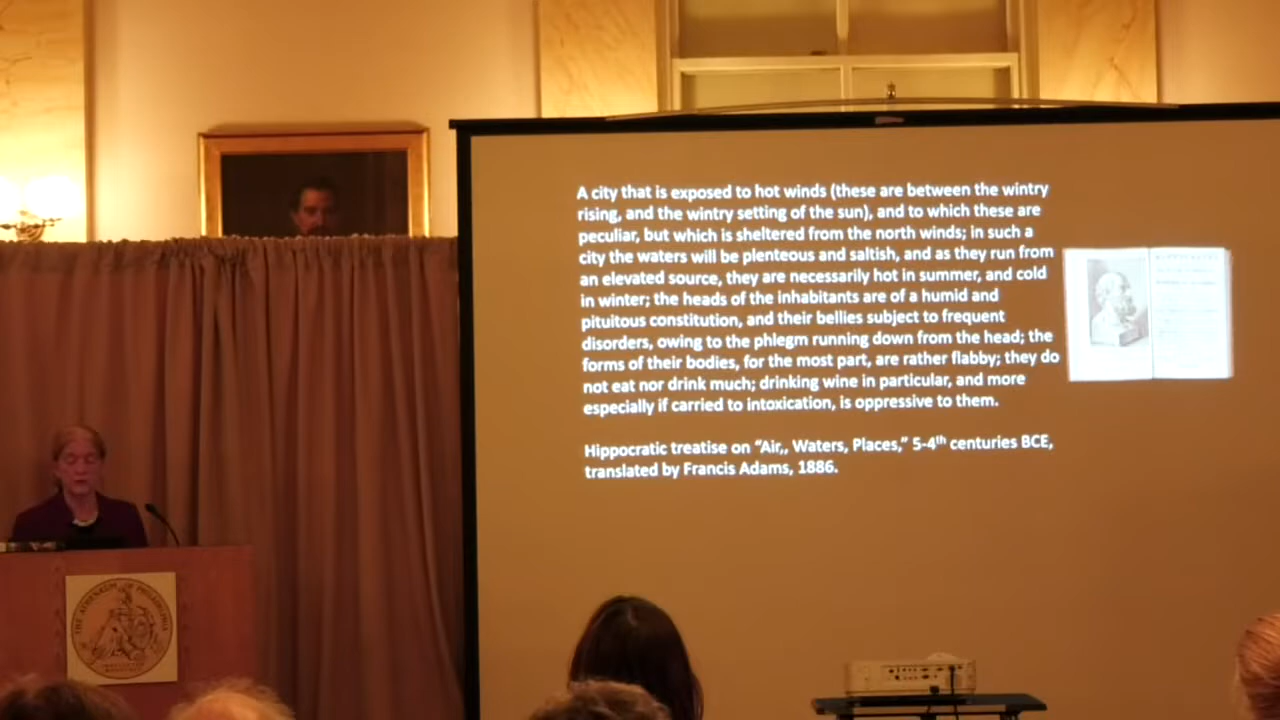 A city that is exposed to hot winds (these are between the wintry
rising, and the wintry setting of the sun), and to which these are
peculiar, but which is sheltered from the north winds; in such a
city the waters will be plenteous and saltish, and as they run from
an elevated source, they are necessarily hot in summer, and cold
in winter; the heads of the inhabitants are of a humid and
pituitous constitution, and their bellies subject to frequent
disorders, owing to the phlegm running down from the head; the
forms of their bodies, for the most part, are rather flabby; they do
not eat nor drink much; drinking wine in particular, and more
especially if carried to intoxication, is oppressive to them.
Hippocratic treatise on “Air,, Waters, Places,” 5-4th centuries BCE,
translated by Francis Adams, 1886.
THE ATHENAEUM OF PHILADELPHIA